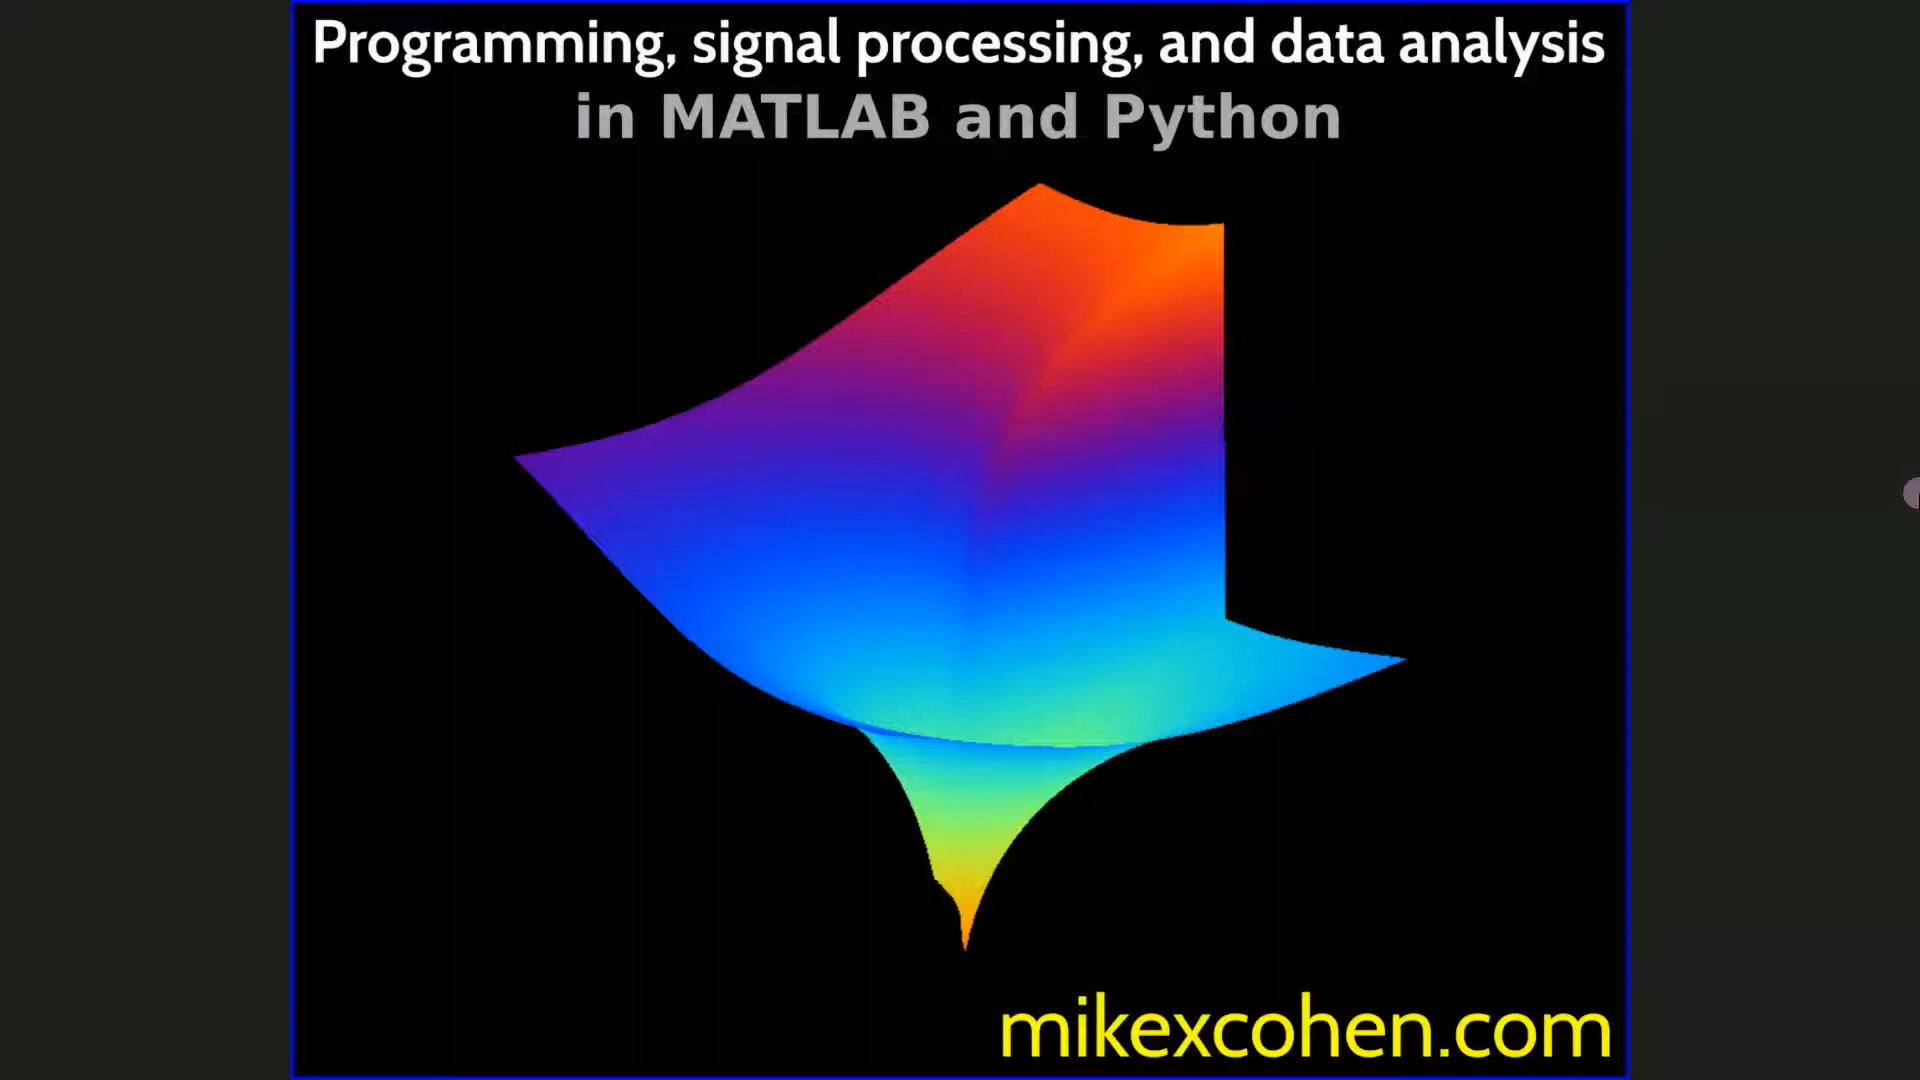 Programming, signal processing, and data analysis
in MATLAB and Python
mikexcohen.com